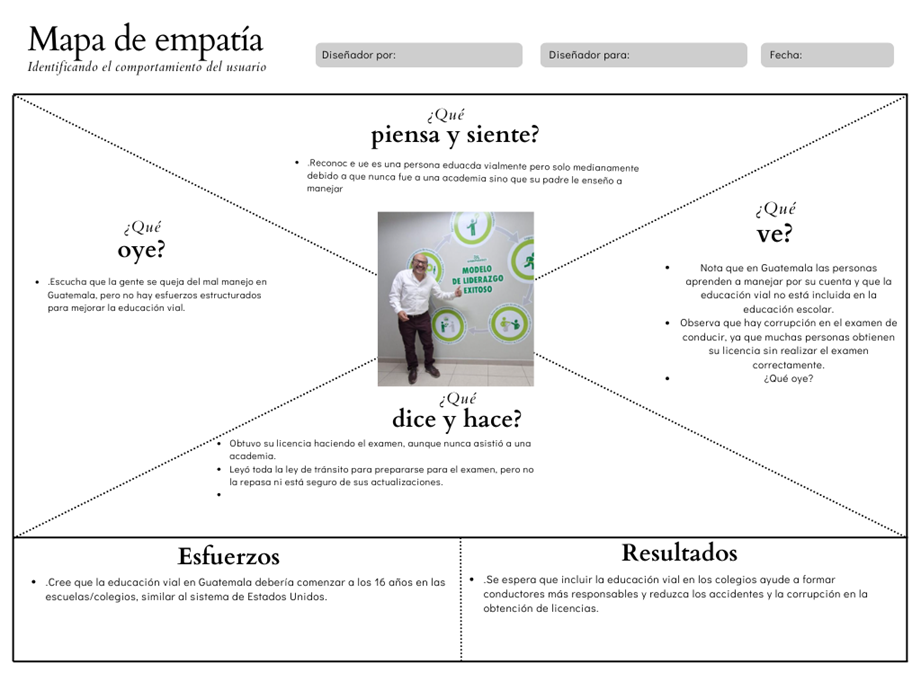 Mapa de empatía
Identificando el comportamiento del usuario
Diseñador por:
Diseñador para:
Fecha:
¿Qué
piensa y siente?
• .Reconoc e ue es una persona eduacda vialmente pero solo medianamente
debido a que nunca fue a una academia sino que su padre le enseño a
manejar
¿Qué
oye?
• .Escucha que la gente se queja del mal manejo en
Guatemala, pero no hay esfuerzos estructurados
para mejorar la educación vial.
MODELO
DE LIDERAZGO
EXITOSO
¿Qué
ve?
• Nota que en Guatemala las personas
aprenden a manejar por su cuenta y que la
educación vial no está incluida en la
educación escolar.
• Observa que hay corrupción en el examen de
conducir, ya que muchas personas obtienen
su licencia sin realizar el examen
correctamente.
• ¿Qué oye?
¿Qué
dice y hace?
• Obtuvo su licencia haciendo el examen, aunque nunca asistió a una
academia.
• Leyó toda la ley de tránsito para prepararse para el examen, pero no
la repasa ni está seguro de sus actualizaciones.
•
Esfuerzos
• .Cree que la educación vial en Guatemala debería comenzar a los 16 años en las
escuelas/colegios, similar al sistema de Estados Unidos.
Resultados
• .Se espera que incluir la educación vial en los colegios ayude a formar
conductores más responsables y reduzca los accidentes y la corrupción en la
obtención de licencias.